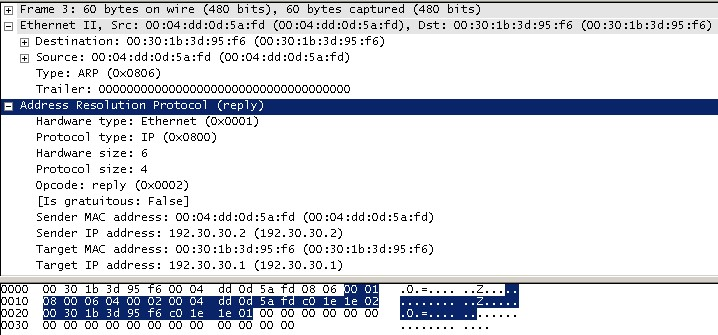 Frame 3: 60 bytes on wire (480 bits), 60 bytes captured (480 bits)
Ethernet II, Src: 00:04:dd:0d:5a:fd (00:04:dd:0d:5a:fd), Dst: 00:30:1b:3d:95:f6 (00:30:1b:3d:95:f6)
Destination: 00:30:1b:3d:95:f6 (00:30:1b:3d:95:f6)
Source: 00:04:dd:0d:5a:fd (00:04:dd:0d:5a:fd)
Type: ARP (0x0806)
Trailer: 000000000000000000000000000000000000
Address Resolution Protocol (reply)
Hardware type: Ethernet (0x0001)
Protocol type: IP (0x0800)
Hardware size: 6
Protocol size: 4
Opcode: reply (0x0002)
[Is gratuitous: False]
Sender MAC address: 00:04:dd:0d:5a:fd (00:04:dd:0d:5a:fd)
Sender IP address: 192.30.30.2 (192.30.30.2)
Target MAC address: 00:30:1b:3d:95:f6 (00:30:1b:3d:95:f6)
Target IP address: 192.30.30.1 (192.30.30.1)
0000 00 30 1b 3d 95 f6 00 04 dd 0d 5a fd 08 06 00 01 .0.=.... ..Z.....
0010 08 00 06 04 00 02 00 04 dd 0d 5a fd c0 1e 1e 02 ........ ..Z.....
0020 00 30 1b 3d 95 f6 c0 1e 1e 01 00 00 00 00 00 00 .0.=.... ........
0030 00 00 00 00 00 00 00 00 00 00 00 00 ........ ....